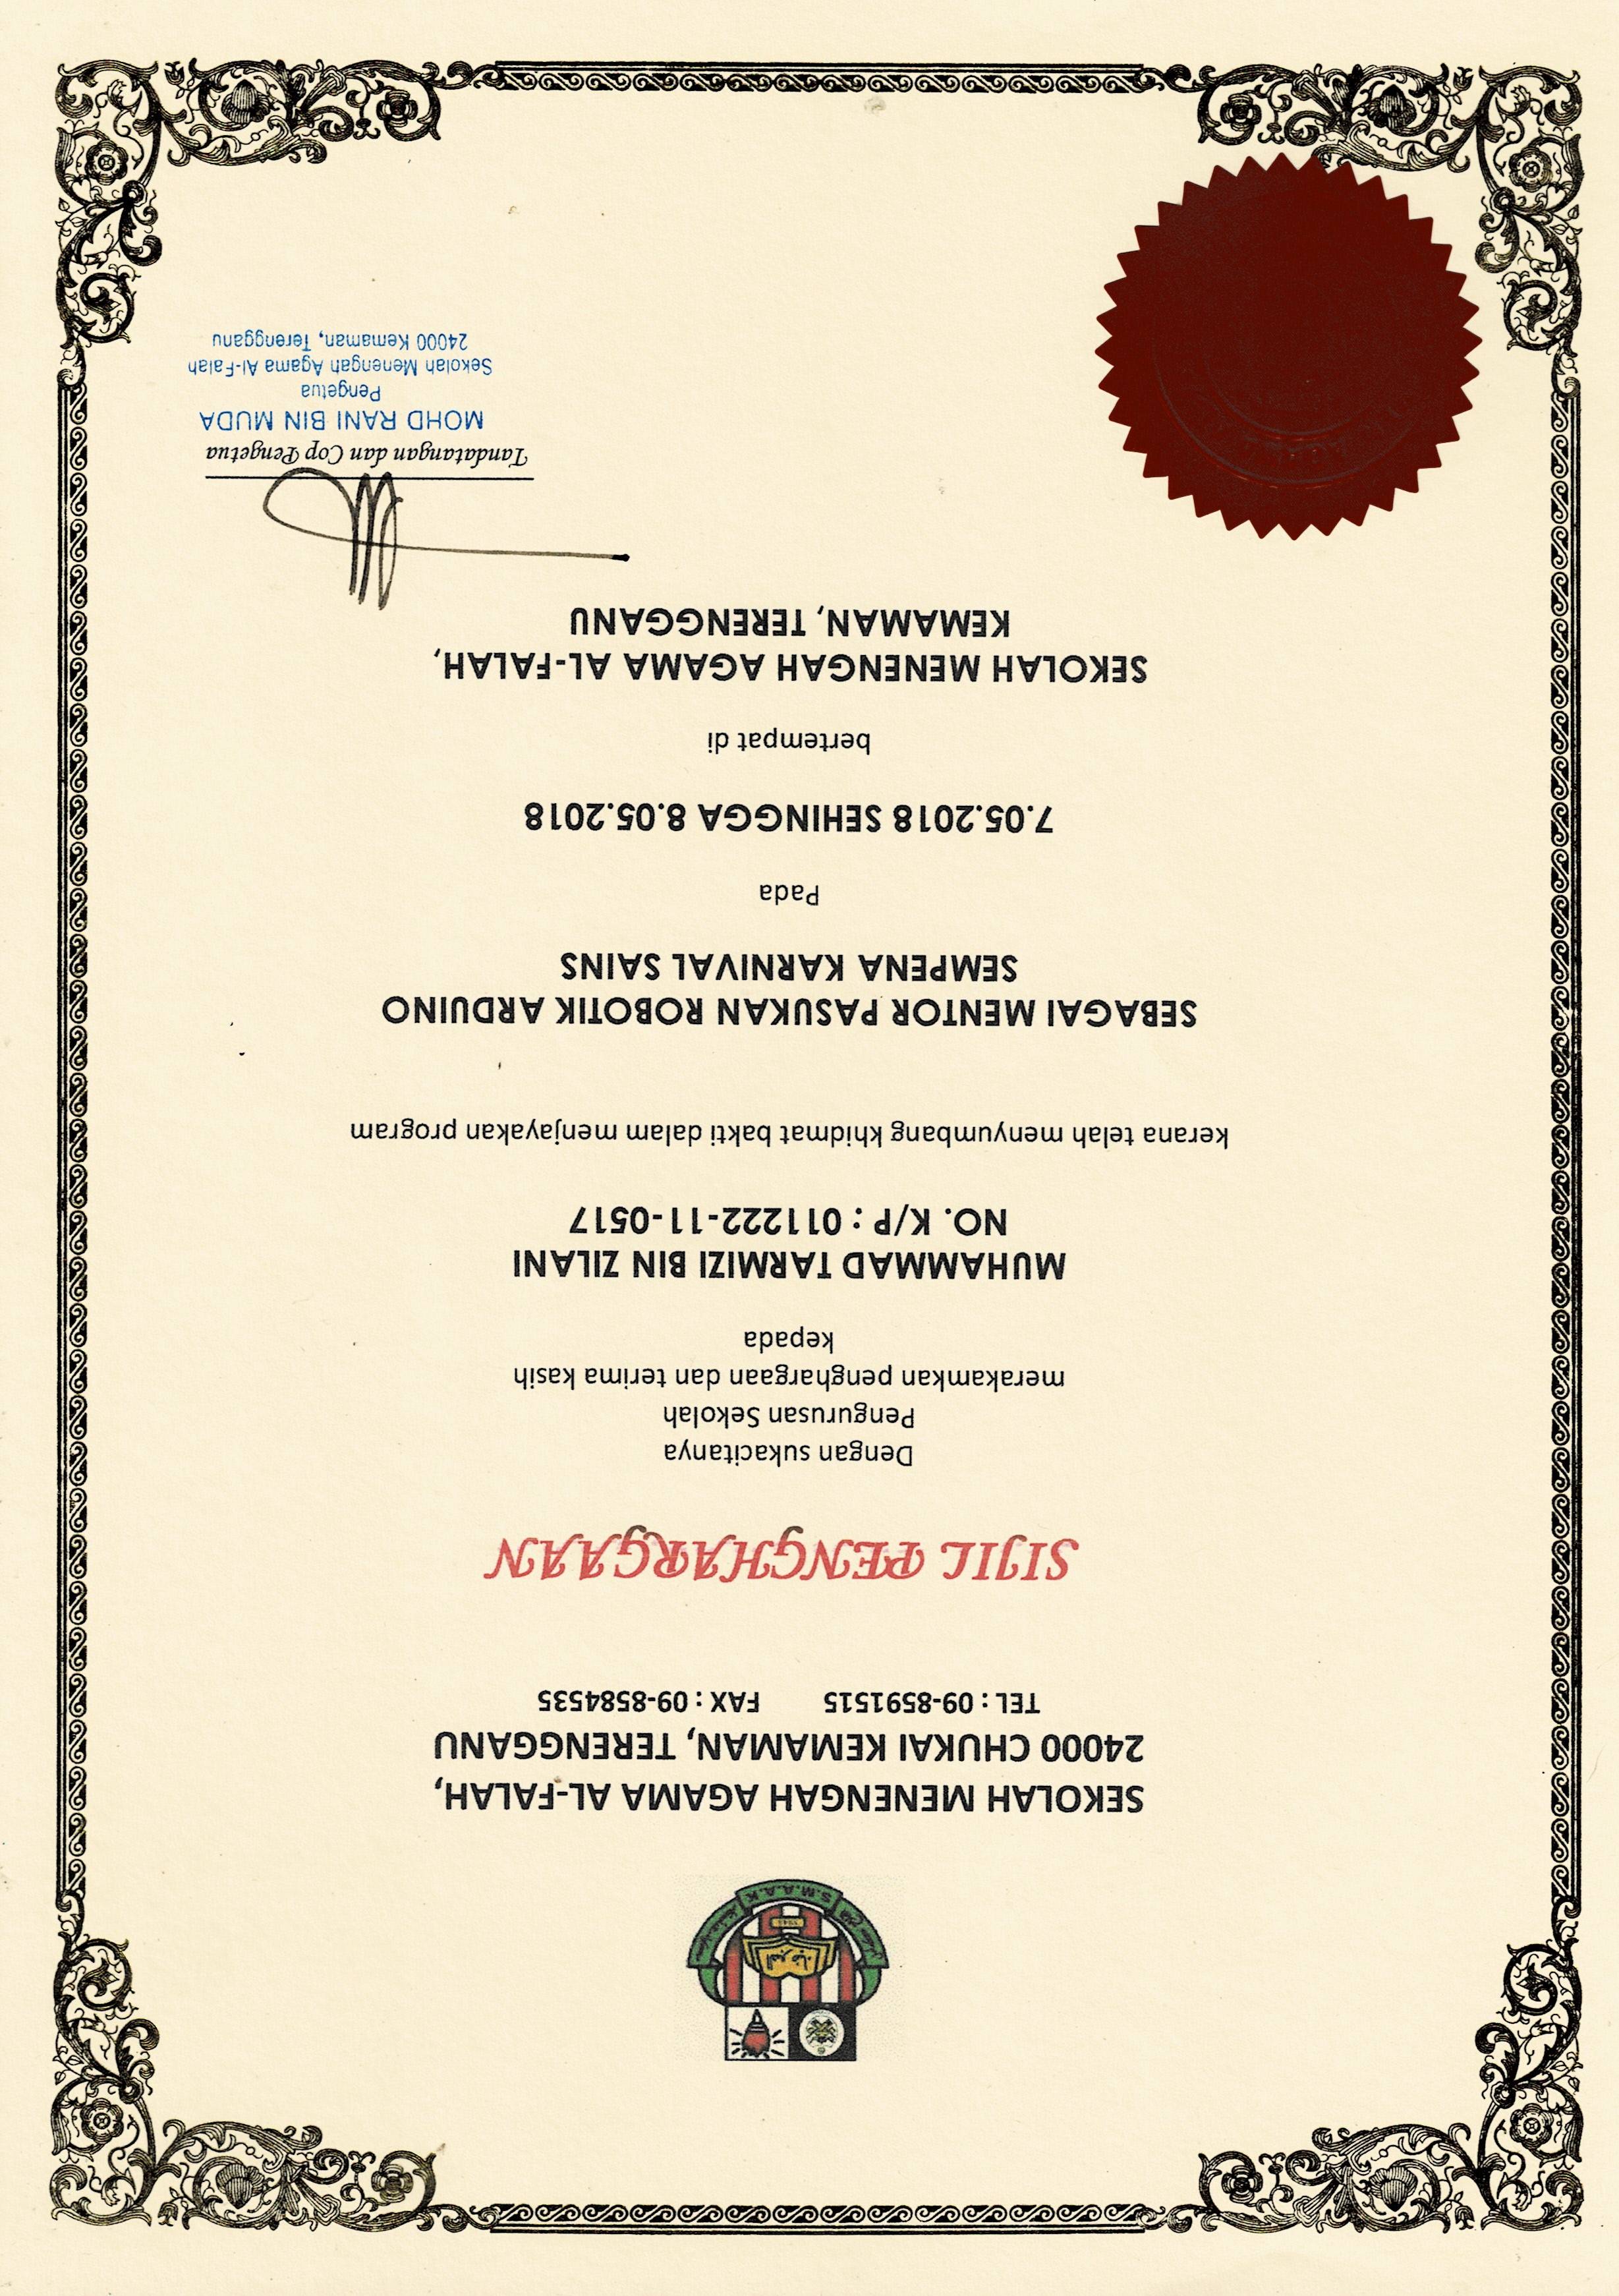 العبر ضياء
1945
S.M.A.A.K
SEKOLAH MENENGAH AGAMA AL-FALAH,
24000 CHUKAI KEMAMAN, TERENGGANU
TEL : 09-8591515 FAX : 09-8584535
SIJIL PENGHARGAAN
Dengan sukacitanya
Pengurusan Sekolah
merakamkan penghargaan dan terima kasih
kepada
MUHAMMAD TARMIZI BIN ZILANI
NO. K/P : 011222-11-0517
kerana telah menyumbang khidmat bakti dalam menjayakan program
SEBAGAI MENTOR PASUKAN ROBOTIK ARDUINO
SEMPENA KARNIVAL SAINS
Pada
7.05.2018 SEHINGGA 8.05.2018
bertempat di
SEKOLAH MENENGAH AGAMA AL-FALAH,
KEMAMAN, TERENGGANU
Tandatangan dan Cop Pengetua
MOHD RANI BIN MUDA
Pengetua
Sekolah Menengah Agama Al-Falah
24000 Kemaman, Terengganu